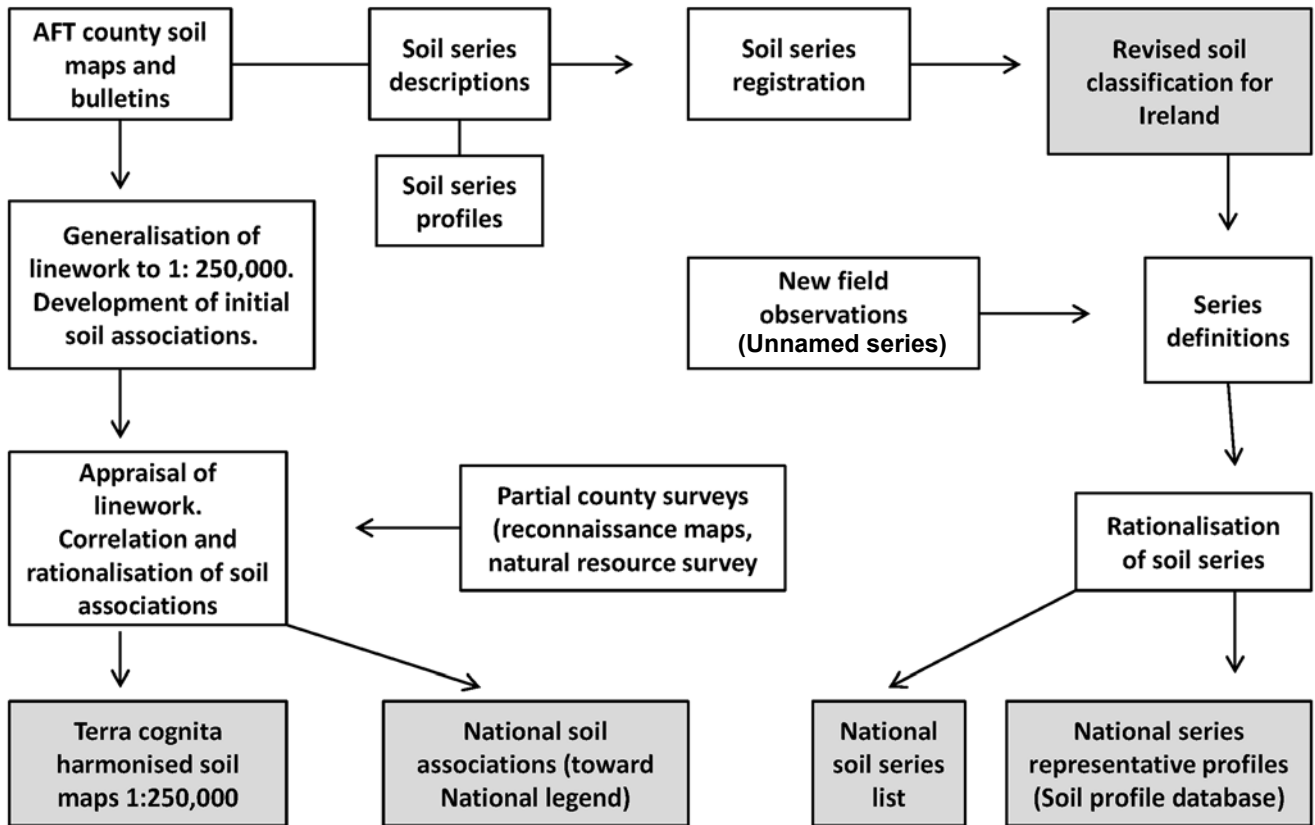 AFT county soil
maps and
bulletins
Soil series
descriptions
Soil series
registration
Revised soil
classification for
Ireland
Soil series
profiles
Generalisation of
linework to 1: 250,000.
Development of initial
soil associations.
New field
observations
(Unnamed series)
Series
definitions
Appraisal of
linework.
Correlation and
rationalisation of soil
associations
Partial county surveys
(reconnaissance maps,
natural resource survey
Rationalisation
of soil series
Terra cognita
harmonised soil
maps 1:250,000
National soil
associations (toward
National legend)
National
soil series
list
National series
representative profiles
(Soil profile database)